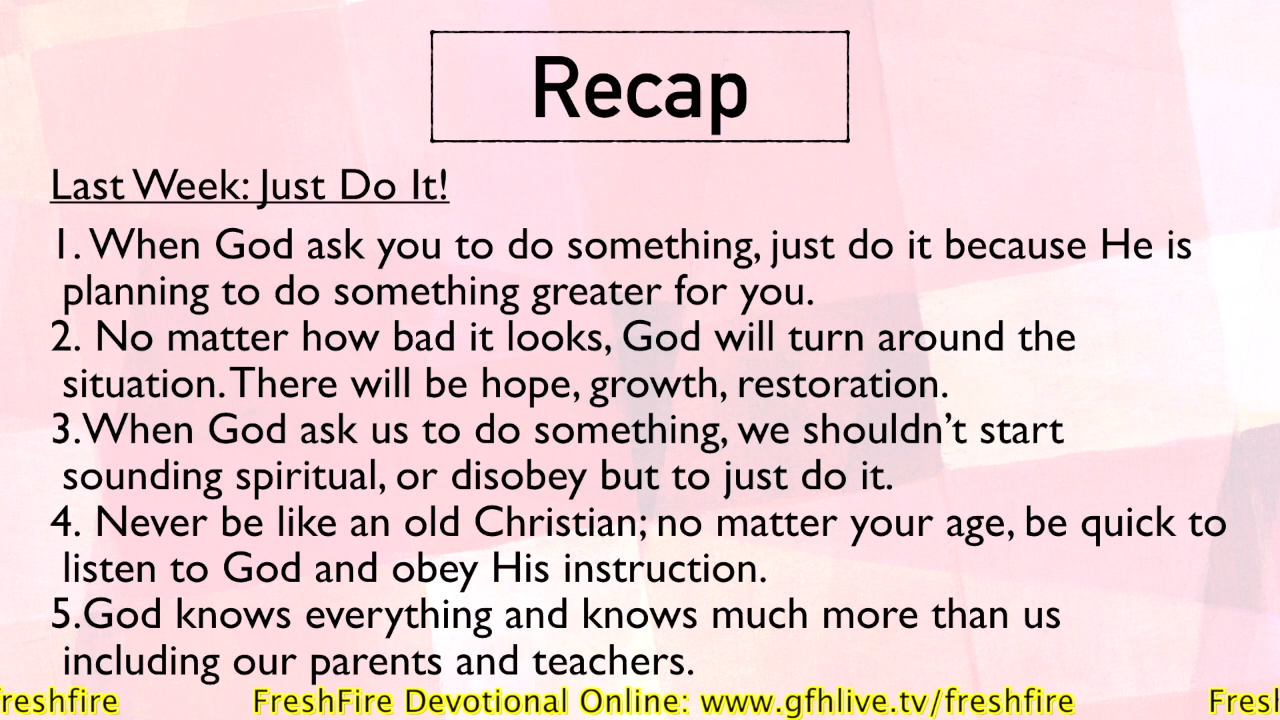 Recap
Last Week: Just Do It!
1. When God ask you to do something, just do it because He is
planning to do something greater for you.
2. No matter how bad it looks, God will turn around the
situation. There will be hope, growth, restoration.
3.When God ask us to do something, we shouldn’t start
sounding spiritual, or disobey but to just do it.
4. Never be like an old Christian; no matter your age, be quick to
listen to God and obey His instruction.
5.God knows everything and knows much more than us
including our parents and teachers.
freshfire FreshFire Devotional Online: www.gfhlive.tv/freshfire Fresh